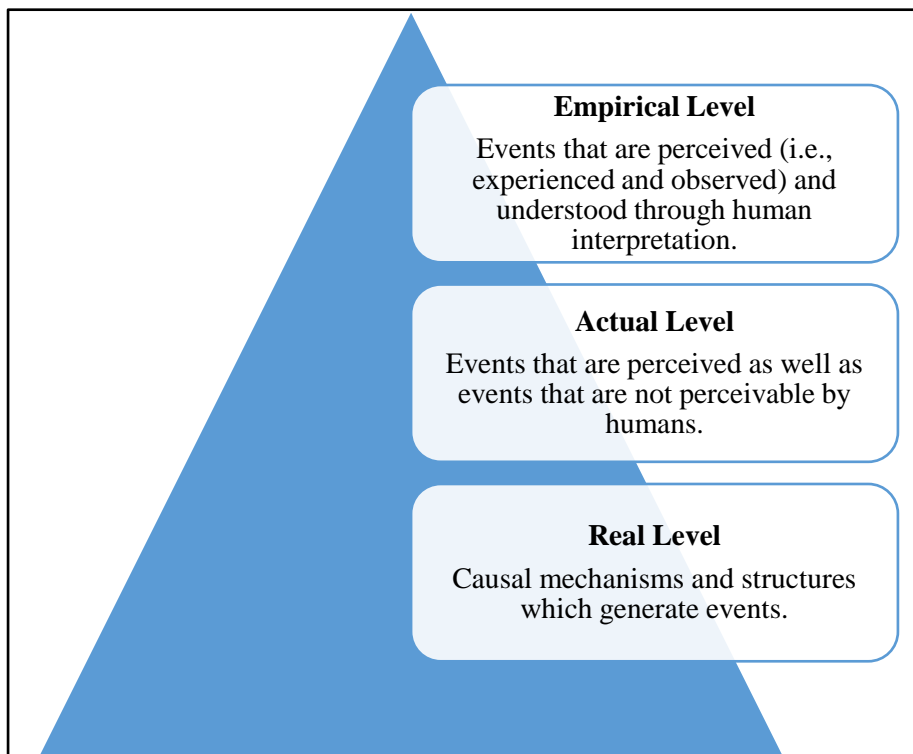 Empirical Level
Events that are perceived (i.e.,
experienced and observed) and
understood through human
interpretation.
Actual Level
Events that are perceived as well as
events that are not perceivable by
humans.
Real Level
Causal mechanisms and structures
which generate events.